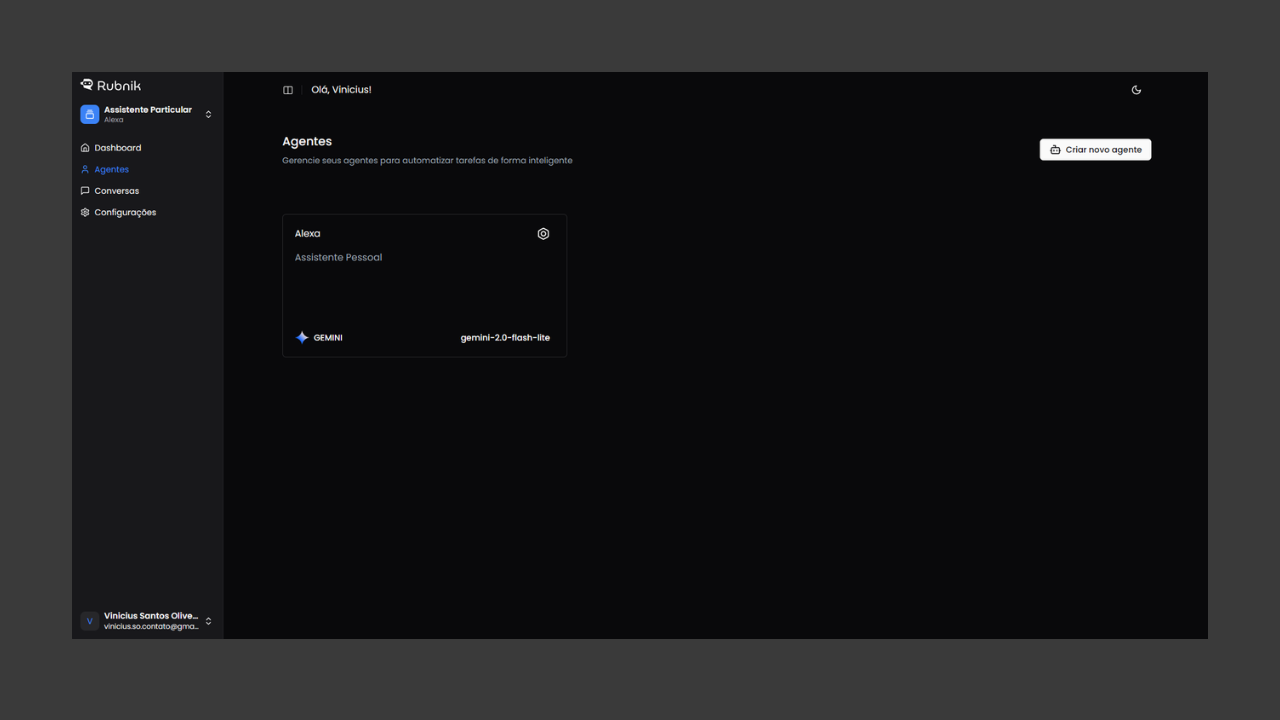 Rubnik
Assistente Particular
Alexa
Dashboard
Agentes
Conversas
Configurações
Olá, Vinicius!
Agentes
Gerencie seus agentes para automatizar tarefas de forma inteligente
Criar novo agente
Alexa
Assistente Pessoal
GEMINI
gemini-2.0-flash-lite
V
Vinicius Santos Olive...
vinicius.so.contato@gma...